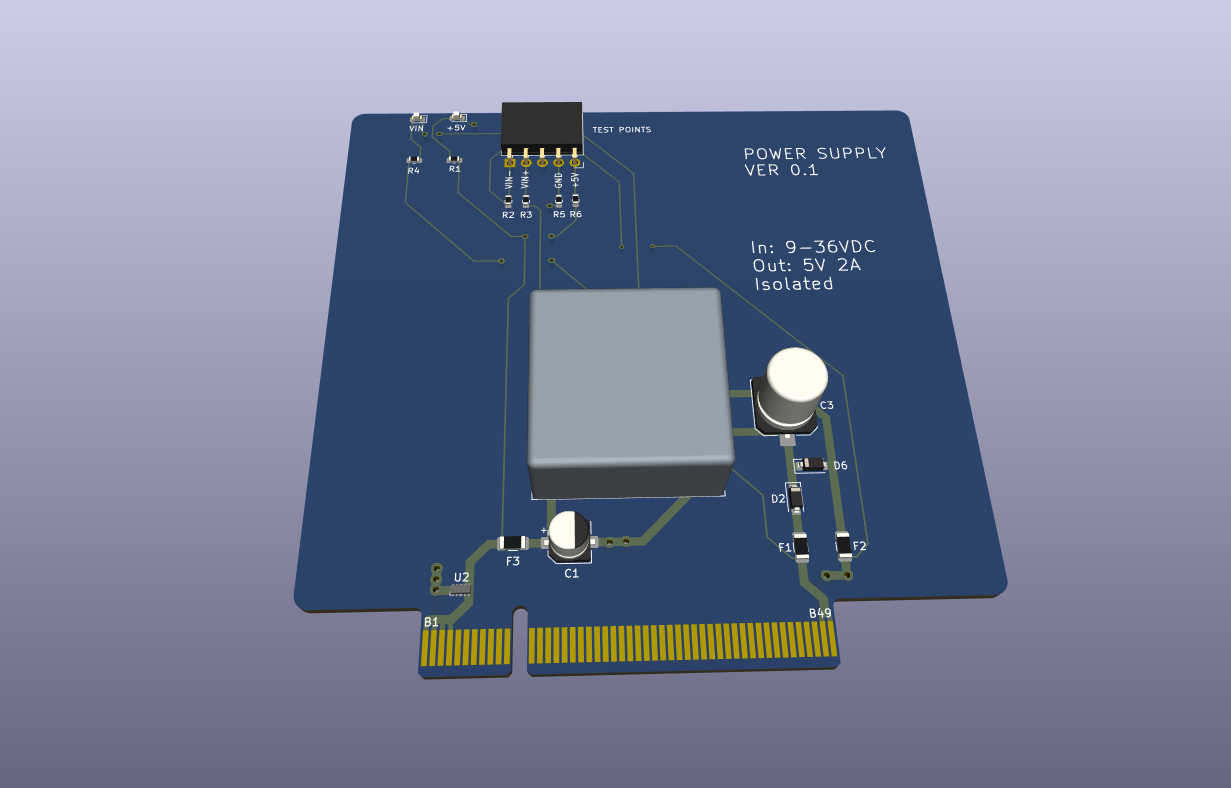 VIN
+5V
TEST POINTS
R4
R1
VIN-
VIN+
GND
+5V
R2
R3
R5
R6
POWER SUPPLY
VER 0.1
In: 9-36VDC
Out: 5V 2A
Isolated
C3
D6
D2
F1
F2
+
F3
C1
U2
B1
B49